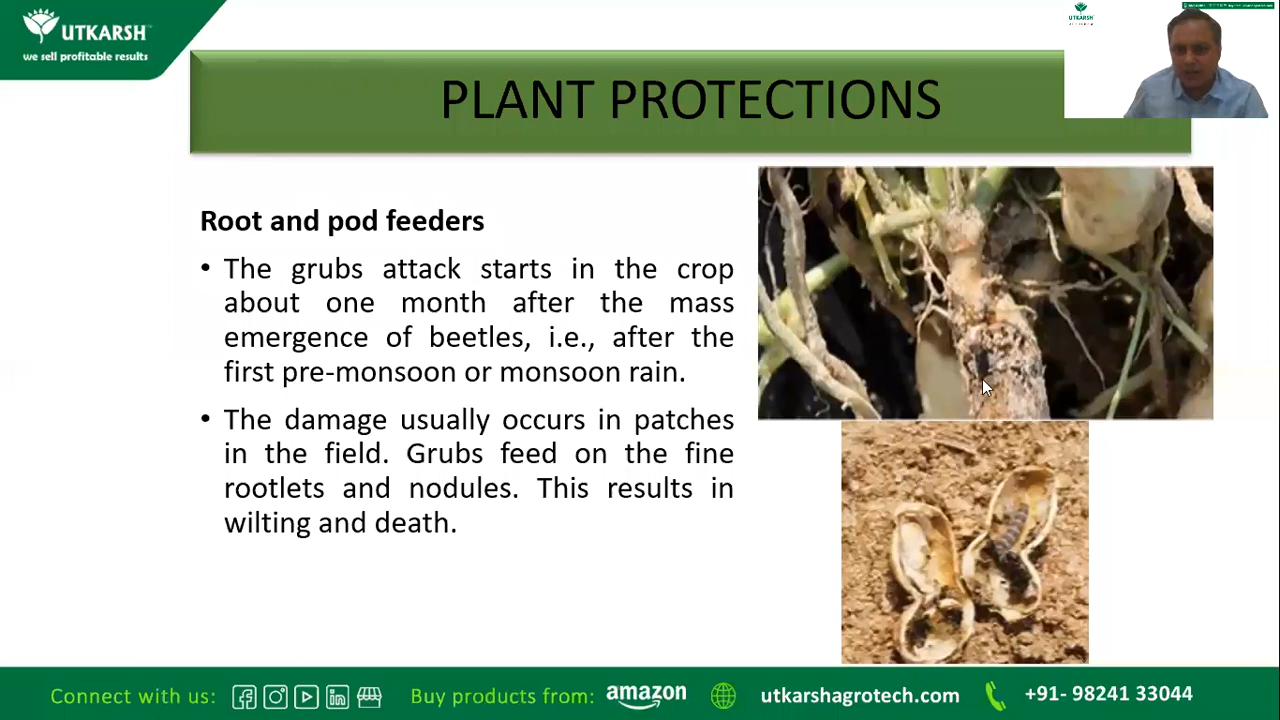 UTKARSH
we sell profitable results
UTKARSH
PLANT PROTECTIONS
Root and pod feeders
• The grubs attack starts in the crop
about one month after the mass
emergence of beetles, i.e., after the
first pre-monsoon or monsoon rain.
• The damage usually occurs in patches
in the field. Grubs feed on the fine
rootlets and nodules. This results in
wilting and death.
Connect with us:
Buy products from: amazon
utkarshagrotech.com
+91- 98241 33044